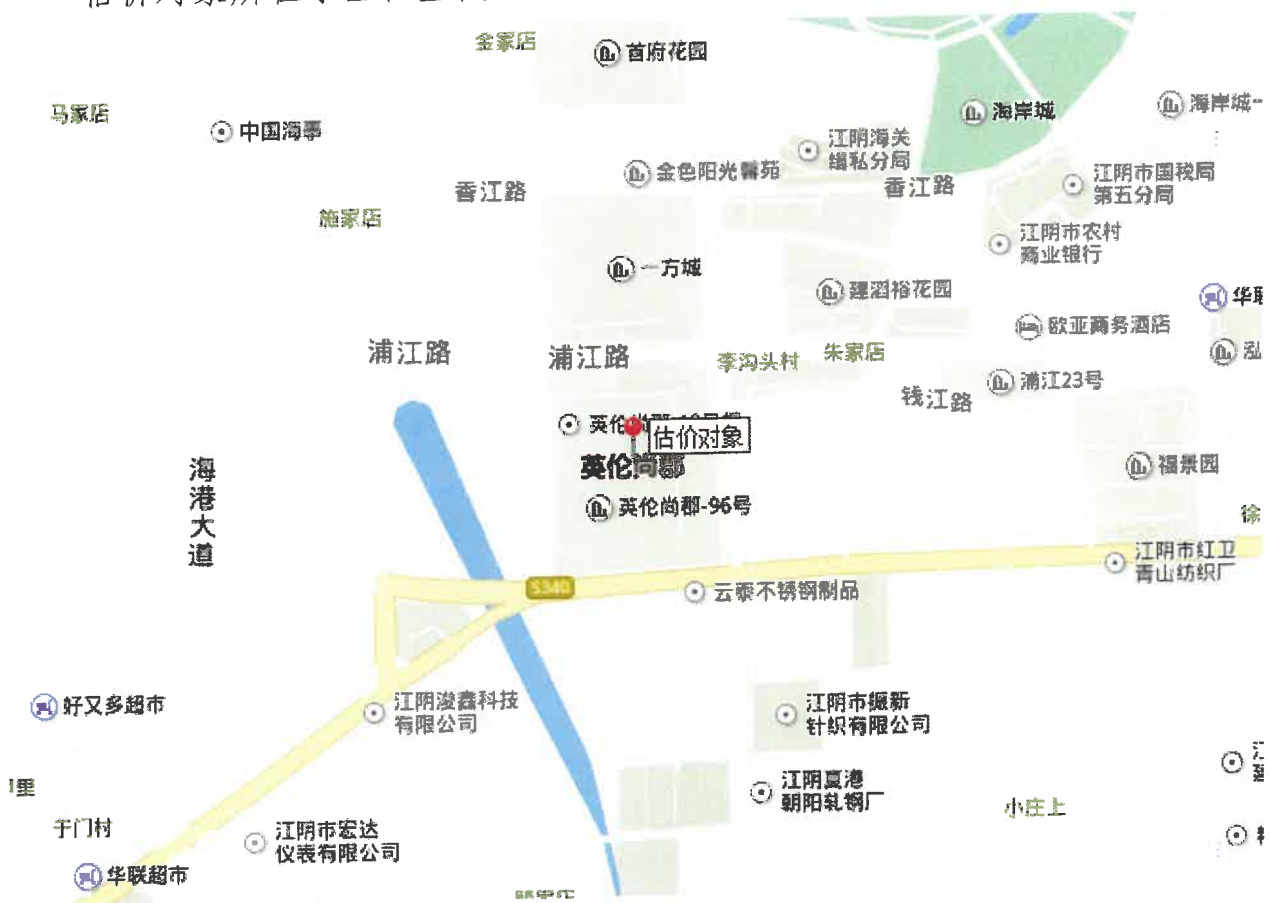 金家店
首府花园
马家店
中国海事
海岸城
海岸城
江阴海关
缉私分局
金色阳光馨苑
香江路
香江路
江阴市国税局
第五分局
施家店
江阴市农村
商业银行
一方城
建滔裕花园
华联
欧亚商务酒店
浦江路
浦江路
李沟头村
朱家店
泓
浦江23号
钱江路
英伦
估价对象
英伦尚郡
海港大道
福景园
英伦尚郡-96号
徐
江阴市红卫
青山纺织厂
S340
云泰不锈钢制品
好又多超市
江阴浚鑫科技
有限公司
江阴市振新
针织有限公司
里
江阴夏港
朝阳轧钢厂
小庄上
于门村
江阴市宏达
仪表有限公司
华联超市